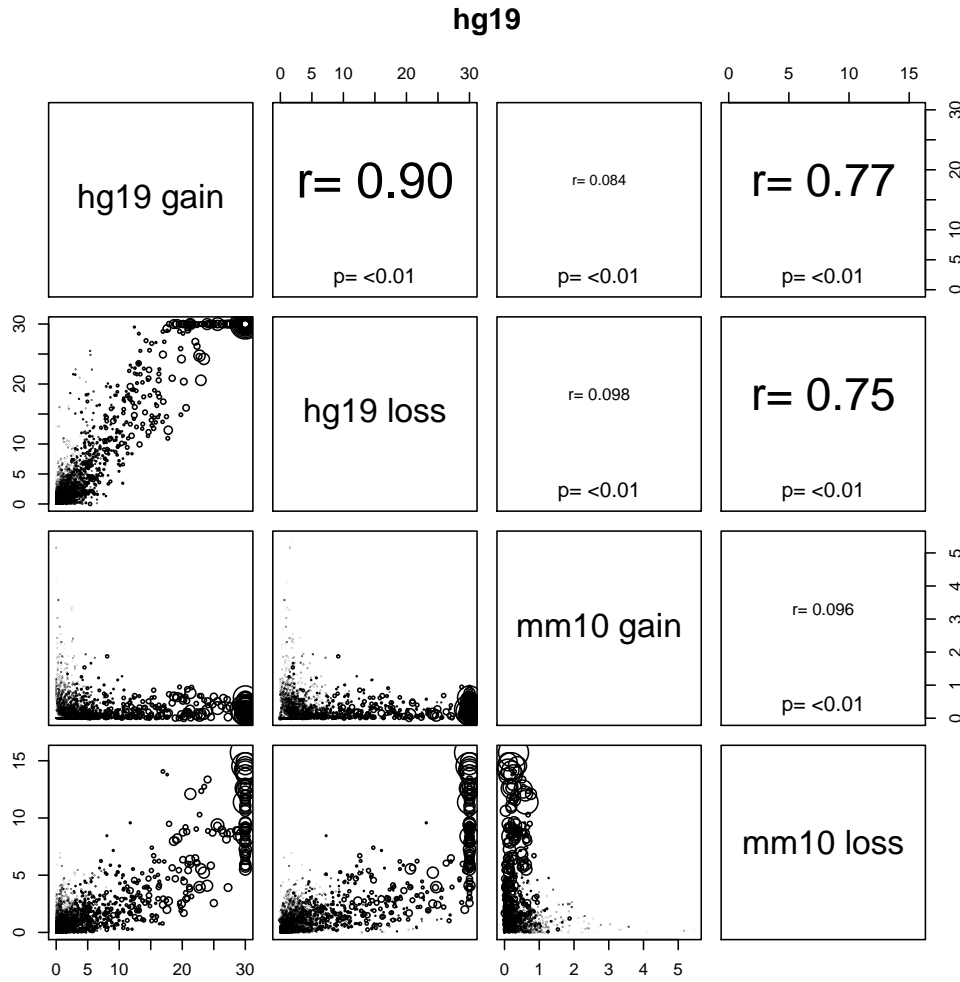 hg19
0 5 10 20 30
0 5 10 15
hg19 gain
r= 0.90
p= <0.01
r= 0.084
p= <0.01
r= 0.77
p= <0.01
0 5 10 20 30
0 5 10 20 30
hg19 loss
r= 0.098
p= <0.01
r= 0.75
p= <0.01
mm10 gain
r= 0.096
p= <0.01
0 1 2 3 4 5
0 5 10 15
mm10 loss
0 5 10 20 30
0 1 2 3 4 5